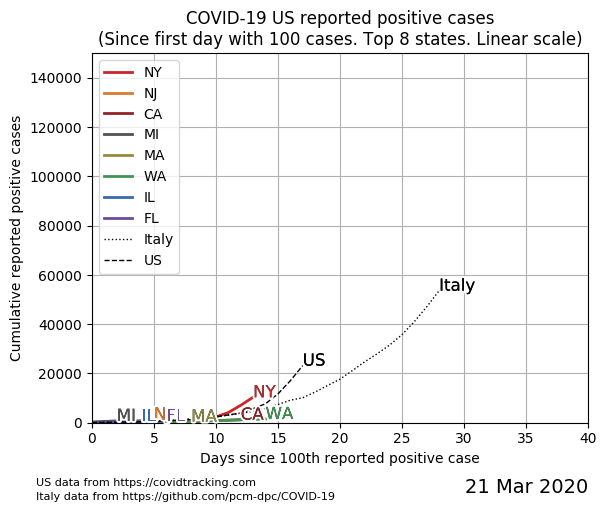 COVID-19 US reported positive cases
(Since first day with 100 cases. Top 8 states. Linear scale)
Cumulative reported positive cases
140000
120000
100000
80000
60000
40000
20000
0
NY
NJ
CA
MI
MA
WA
IL
FL
Italy
US
Italy
US
NY
MI
IL
N
FL
MA
CA
WA
0 5 10 15 20 25 30 35 40
Days since 100th reported positive case
US data from https://covidtracking.com
Italy data from https://github.com/pcm-dpc/COVID-19
21 Mar 2020